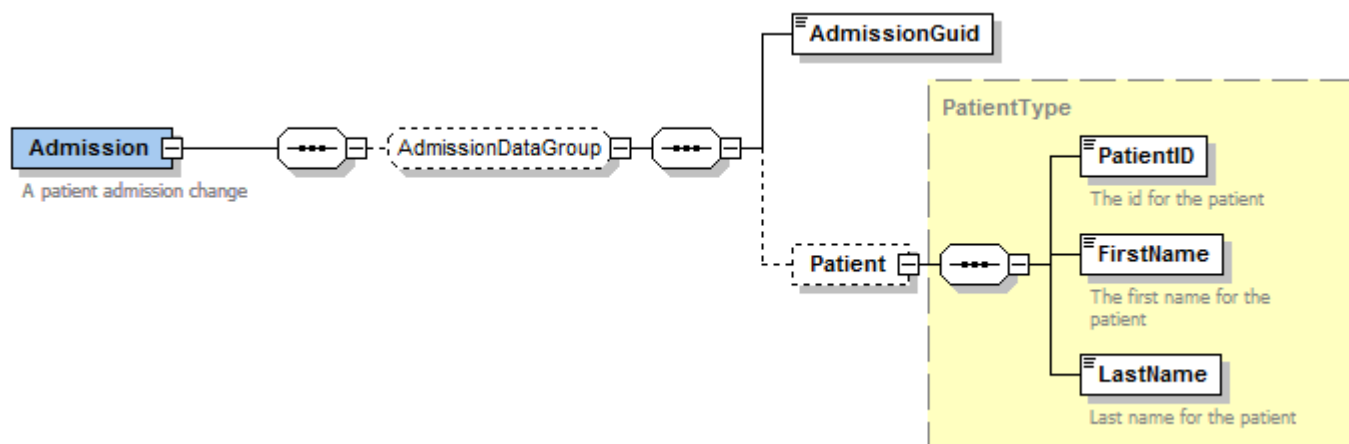 AdmissionGuid
PatientType
Admission
A patient admission change
AdmissionDataGroup
PatientID
The id for the patient
Patient
FirstName
The first name for the
patient
LastName
Last name for the patient